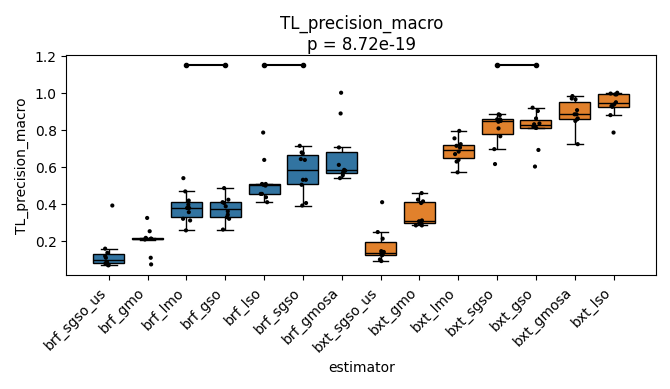 TL_precision_macro
p = 8.72e-19
TL_precision_macro
1.2
1.0
0.8
0.6
0.4
0.2
brf_sgso_us
brf_gmo
brf_lmo
brf_gso
brf_lso
brf_sgso
brf_gmosa
bxt_sgso_us
bxt_gmo
bxt_lmo
bxt_sgso
bxt_gso
bxt_gmosa
bxt_lso
estimator